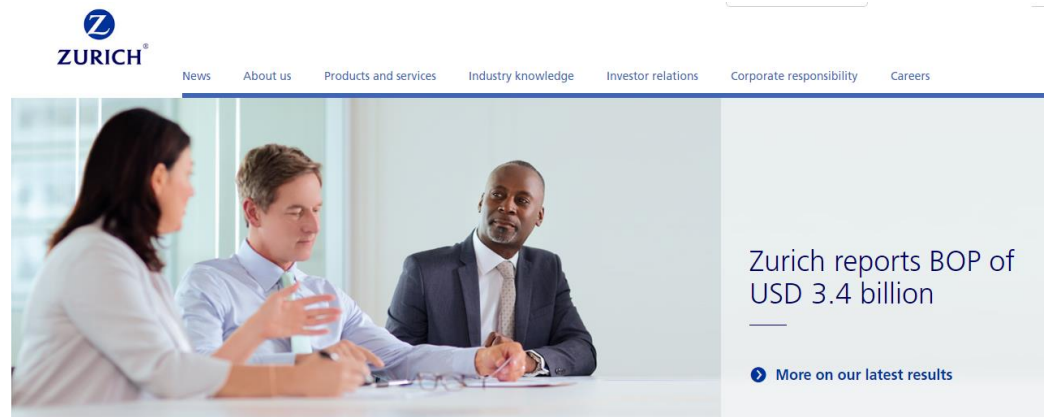 ZURICH®
News About us Products and services Industry knowledge Investor relations Corporate responsibility Careers
Zurich reports BOP of
USD 3.4 billion
More on our latest results